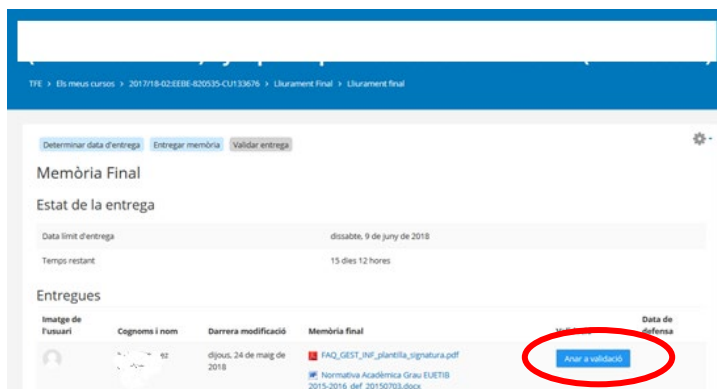 TFE > Els meus cursos > 2017/18-02:EEBE-820535-CU133676 > Lliurament Final > Lliurament final
Determinar data d'entrega Entregar memòria Validar entrega
Memòria Final
Estat de la entrega
Data límit d'entrega dissabte, 9 de juny de 2018
Temps restant 15 dies 12 hores
Entregues
Imatge de l'usuari Cognoms i nom Darrera modificació Memòria final Data de defensa
ez dijous, 24 de maig de 2018 FAQ_GEST_INF_plantilla_signatura.pdf Anar a validació
Normativa Acadèmica Grau EUETIB
2015-2016_def_20150703.docx